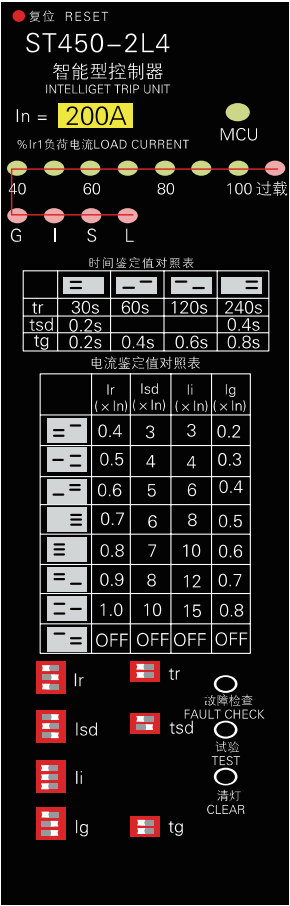 复位 RESET
ST450-2L4
智能型控制器
INTELLIGET TRIP UNIT
In = 200A
MCU
%Ir1负荷电流LOAD CURRENT
40 60 80 100 过载
G I S L
时间鉴定值对照表
tr 30s 60s 120s 240s
tsd 0.2s 0.4s
tg 0.2s 0.4s 0.6s 0.8s
电流鉴定值对照表
Ir Isd Ii Ig
(×In) (×In) (×In) (×In)
0.4 3 3 0.2
0.5 4 4 0.3
0.6 5 6 0.4
0.7 6 8 0.5
0.8 7 10 0.6
0.9 8 12 0.7
1.0 10 15 0.8
OFF OFF OFF OFF
Ir tr
故障检查
FAULT CHECK
Isd tsd
试验
TEST
Ii
清灯
CLEAR
Ig tg